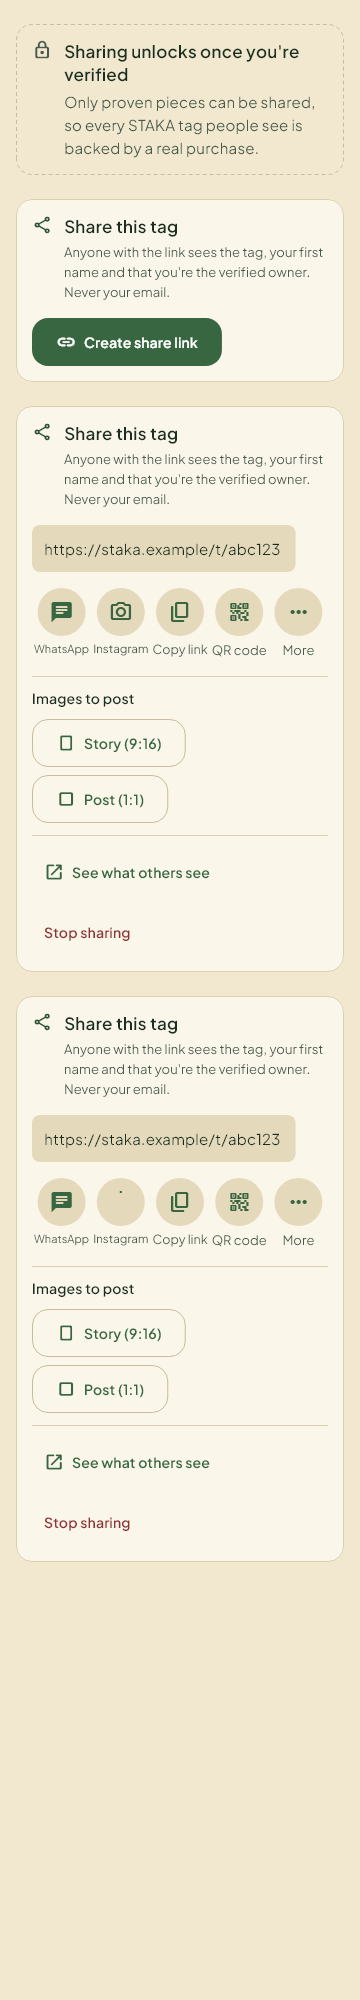 Sharing unlocks once you're
verified
Only proven pieces can be shared,
so every STAKA tag people see is
backed by a real purchase.
Share this tag
Anyone with the link sees the tag, your first
name and that you're the verified owner.
Never your email.
Create share link
Share this tag
Anyone with the link sees the tag, your first
name and that you're the verified owner.
Never your email.
https://staka.example/t/abc123
WhatsApp Instagram Copy link QR code More
Images to post
Story (9:16)
Post (1:1)
See what others see
Stop sharing
Share this tag
Anyone with the link sees the tag, your first
name and that you're the verified owner.
Never your email.
https://staka.example/t/abc123
WhatsApp Instagram Copy link QR code More
Images to post
Story (9:16)
Post (1:1)
See what others see
Stop sharing